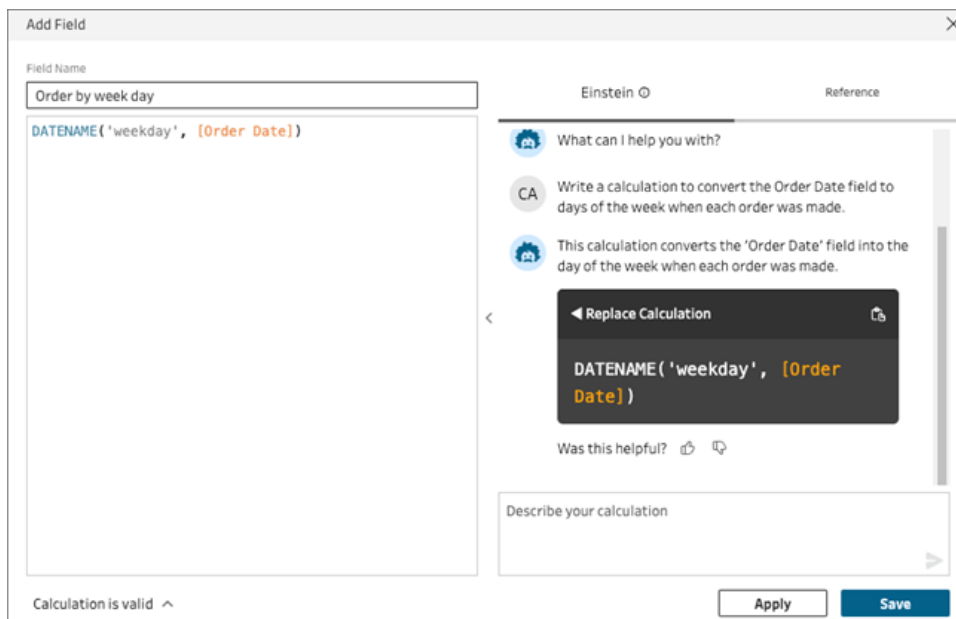 Add Field
Field Name
Order by week day
DATENAME('weekday', [Order Date])
Einstein
Reference
What can I help you with?
CA
Write a calculation to convert the Order Date field to
days of the week when each order was made.
This calculation converts the 'Order Date' field into the
day of the week when each order was made.
Replace Calculation
DATENAME('weekday', [Order
Date])
Was this helpful?
Describe your calculation
Calculation is valid
Apply
Save